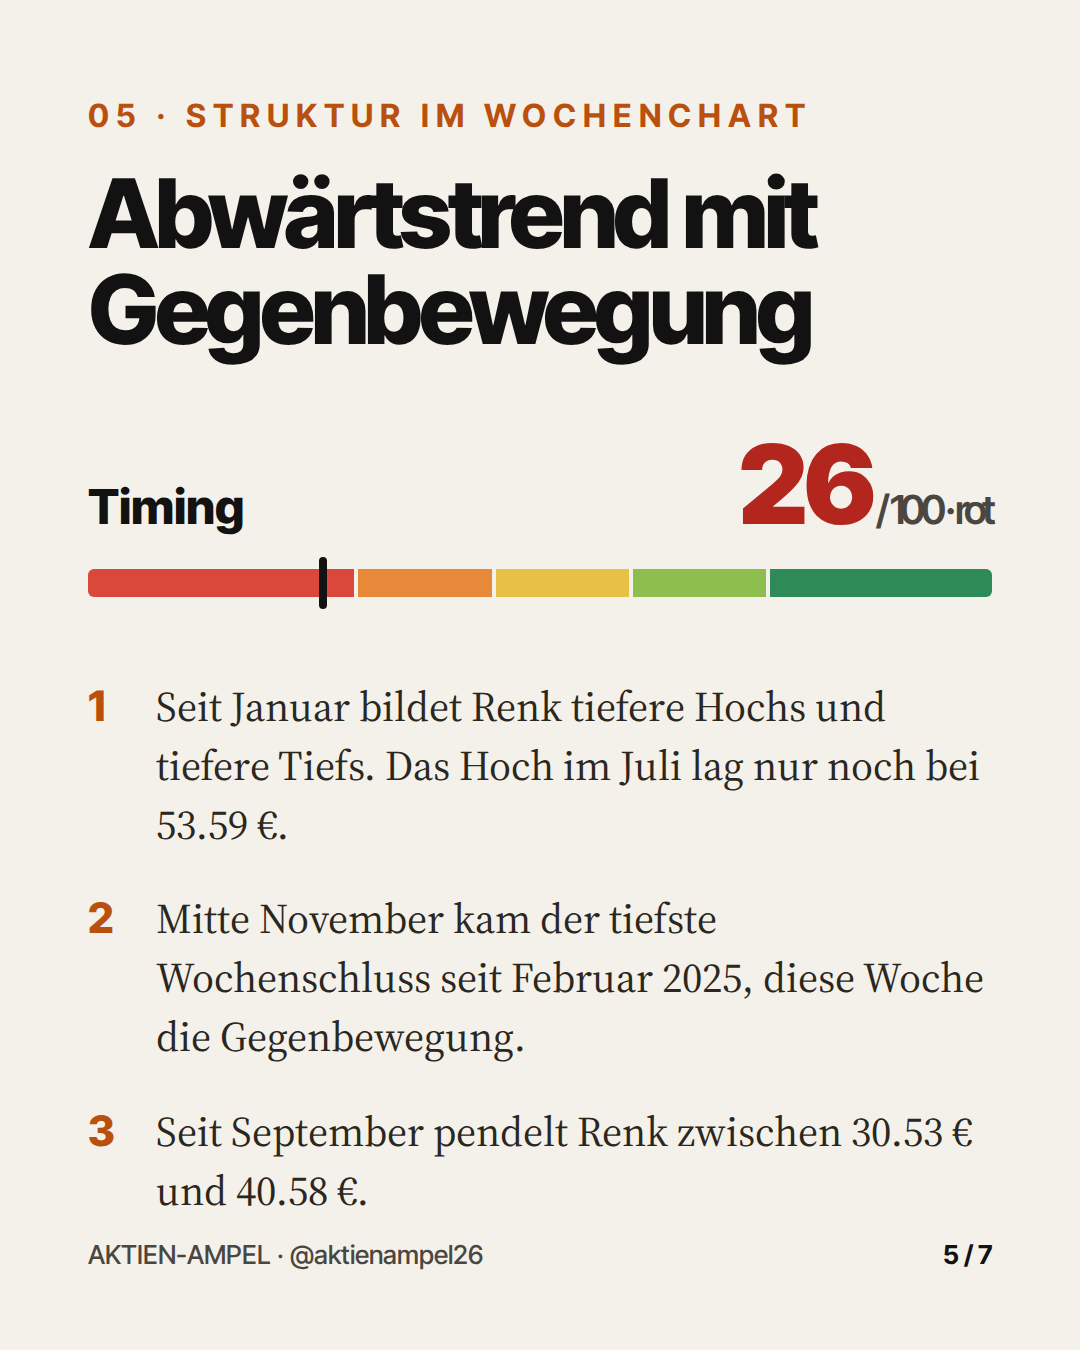 05 · STRUKTUR IM WOCHENCHART
Abwärtstrend mit
Gegenbewegung
Timing
26/100·rot
1 Seit Januar bildet Renk tiefere Hochs und
tiefere Tiefs. Das Hoch im Juli lag nur noch bei
53.59 €.
2 Mitte November kam der tiefste
Wochenschluss seit Februar 2025, diese Woche
die Gegenbewegung.
3 Seit September pendelt Renk zwischen 30.53 €
und 40.58 €.
AKTIEN-AMPEL · @aktienampel26
5 / 7